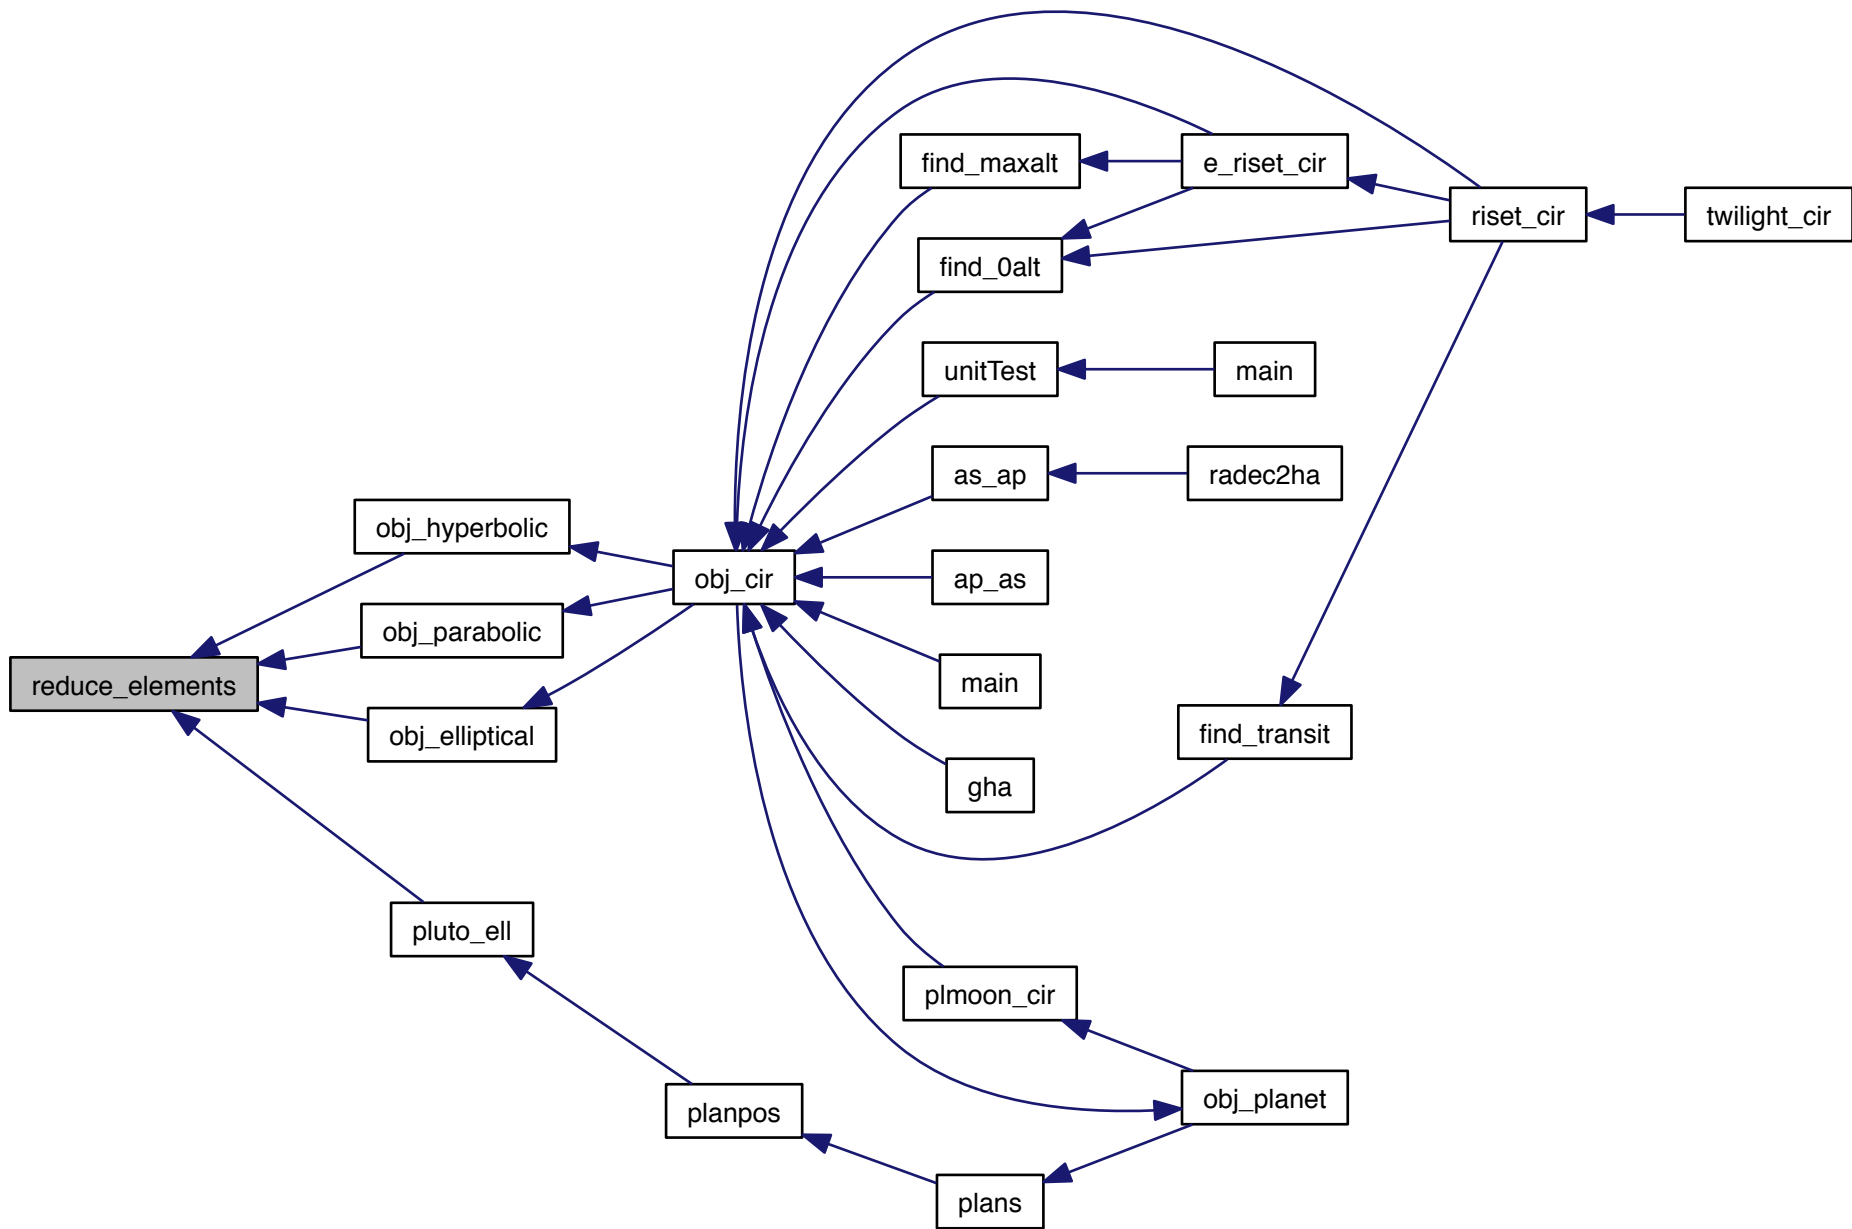 find_maxalt
e_riset_cir
riset_cir
twilight_cir
find_0alt
unitTest
main
as_ap
radec2ha
obj_hyperbolic
obj_cir
ap_as
obj_parabolic
reduce_elements
main
obj_elliptical
find_transit
gha
pluto_ell
plmoon_cir
planpos
obj_planet
plans